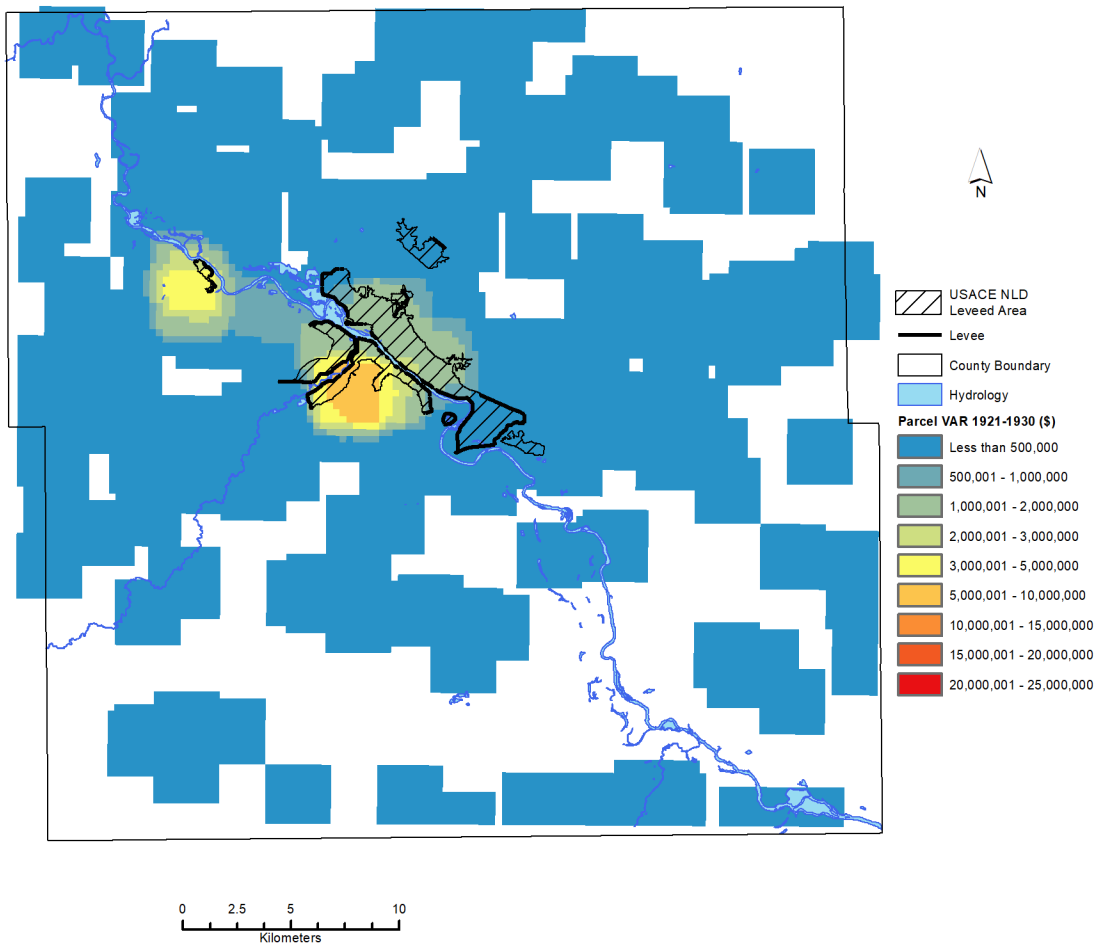 N
USACE NLD
Leveed Area
Levee
County Boundary
Hydrology
Parcel VAR 1921-1930 ($)
Less than 500,000
500,001 - 1,000,000
1,000,001 - 2,000,000
2,000,001 - 3,000,000
3,000,001 - 5,000,000
5,000,001 - 10,000,000
10,000,001 - 15,000,000
15,000,001 - 20,000,000
20,000,001 - 25,000,000
0 2.5 5 10
Kilometers